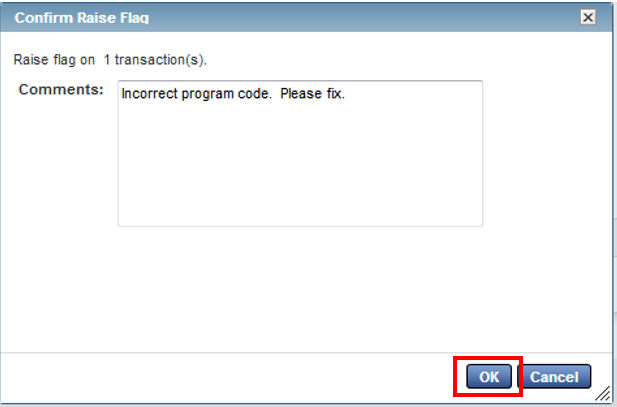 Confirm Raise Flag
Raise flag on 1 transaction(s).
Comments: Incorrect program code. Please fix.
OK Cancel